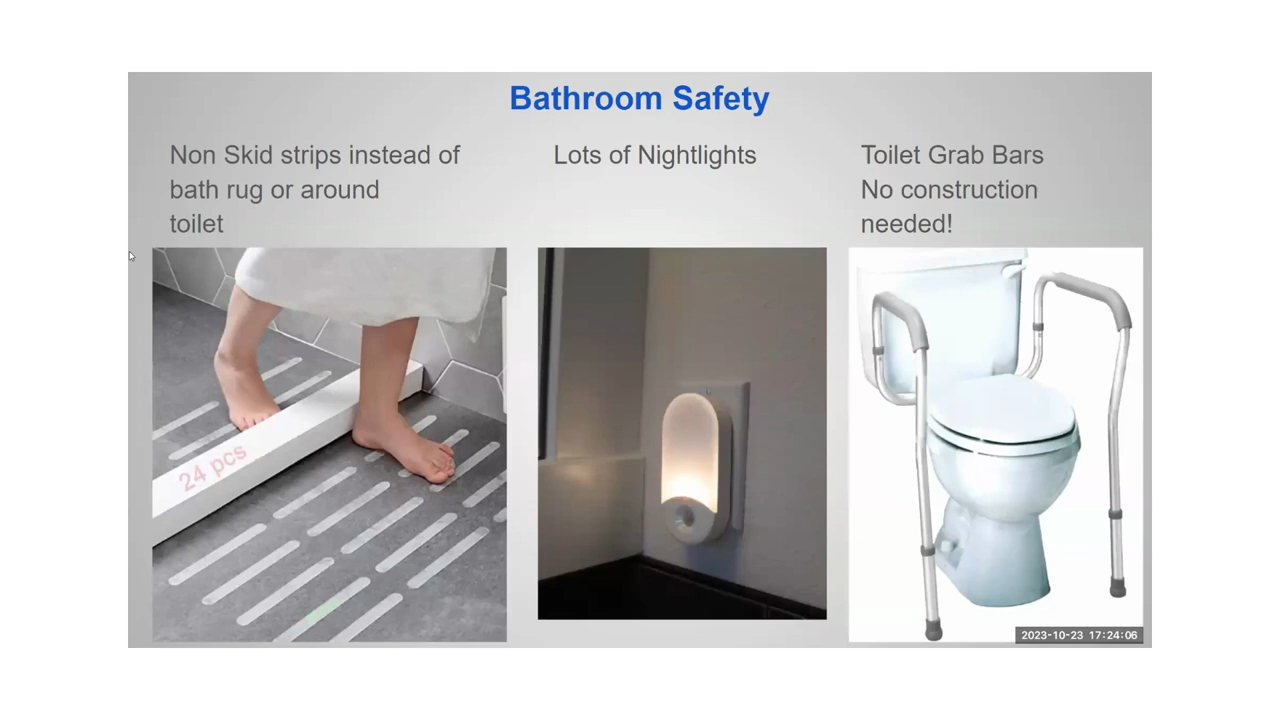 Bathroom Safety
Non Skid strips instead of
bath rug or around
toilet
Lots of Nightlights
Toilet Grab Bars
No construction
needed!
24 pcs
2023-10-23 17:24:06